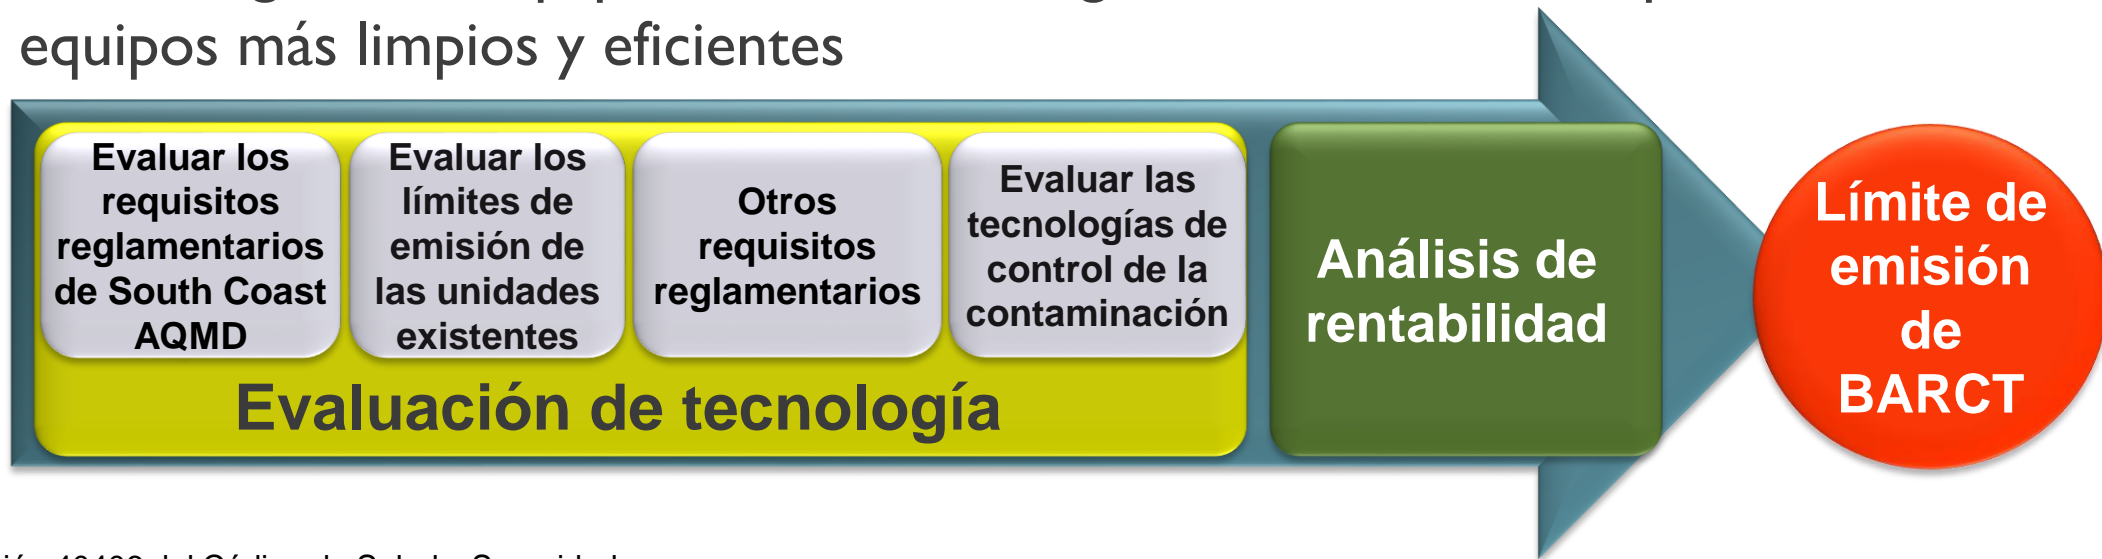 equipos más limpios y eficientes
Evaluar los
requisitos
reglamentarios
de South Coast
AQMD
Evaluar los
límites de
emisión de
las unidades
existentes
Otros
requisitos
reglamentarios
Evaluar las
tecnologías de
control de la
contaminación
Evaluación de tecnología
Análisis de
rentabilidad
Límite de
emisión
de
BARCT